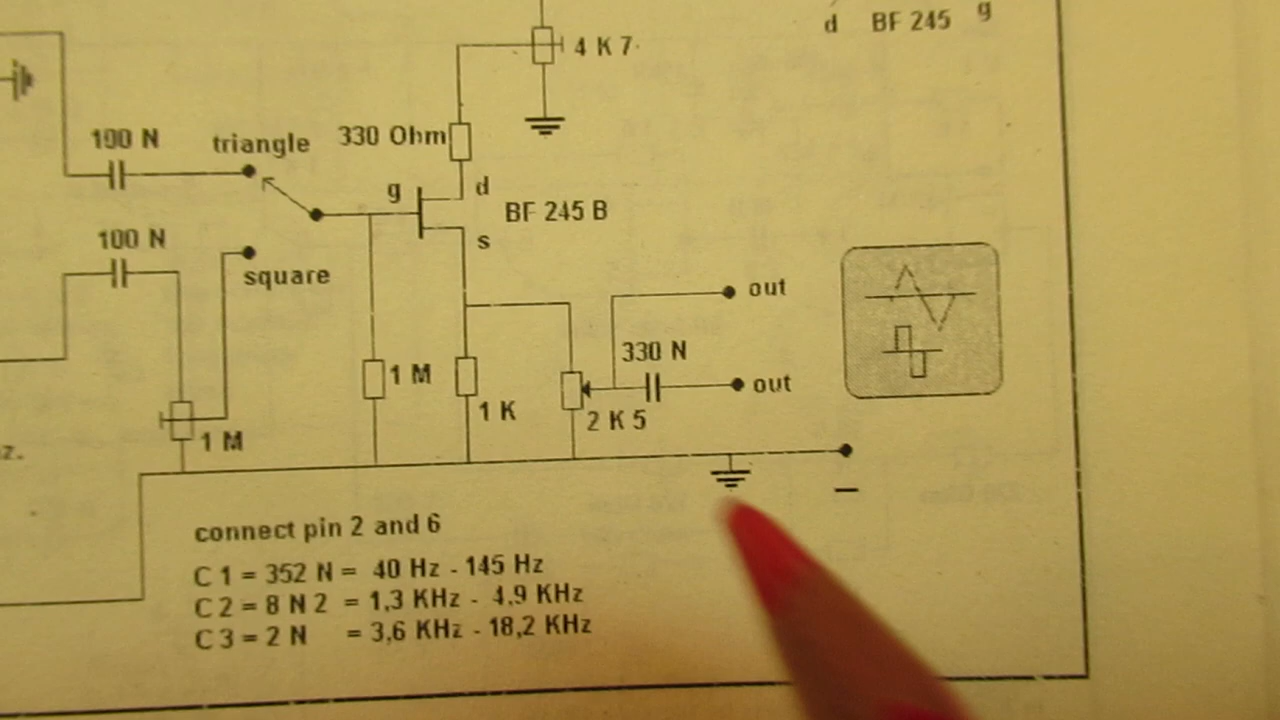 d BF 245 g
4 K 7
100 N
triangle
330 Ohm
g
d
BF 245 B
s
100 N
square
out
330 N
1 M
out
1 K
2 K 5
1 M
z.
–
connect pin 2 and 6
C 1 = 352 N = 40 Hz - 145 Hz
C 2 = 8 N 2 = 1,3 KHz - 4,9 KHz
C 3 = 2 N = 3,6 KHz - 18,2 KHz